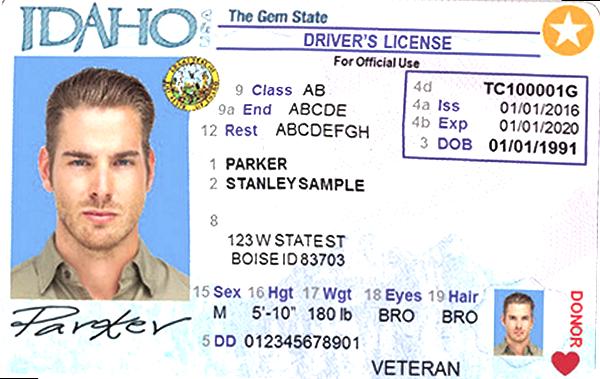 IDAHO USA
The Gem State
DRIVER'S LICENSE
For Official Use
9 Class AB
9a End ABCDE
12 Rest ABCDEFGH
4d TC100001G
4a Iss 01/01/2016
4b Exp 01/01/2020
3 DOB 01/01/1991
1 PARKER
2 STANLEY SAMPLE
8
123 W STATE ST
BOISE ID 83703
15 Sex 16 Hgt 17 Wgt 18 Eyes 19 Hair
M 5'-10" 180 lb BRO BRO
5 DD 012345678901
VETERAN
DONOR
Parker